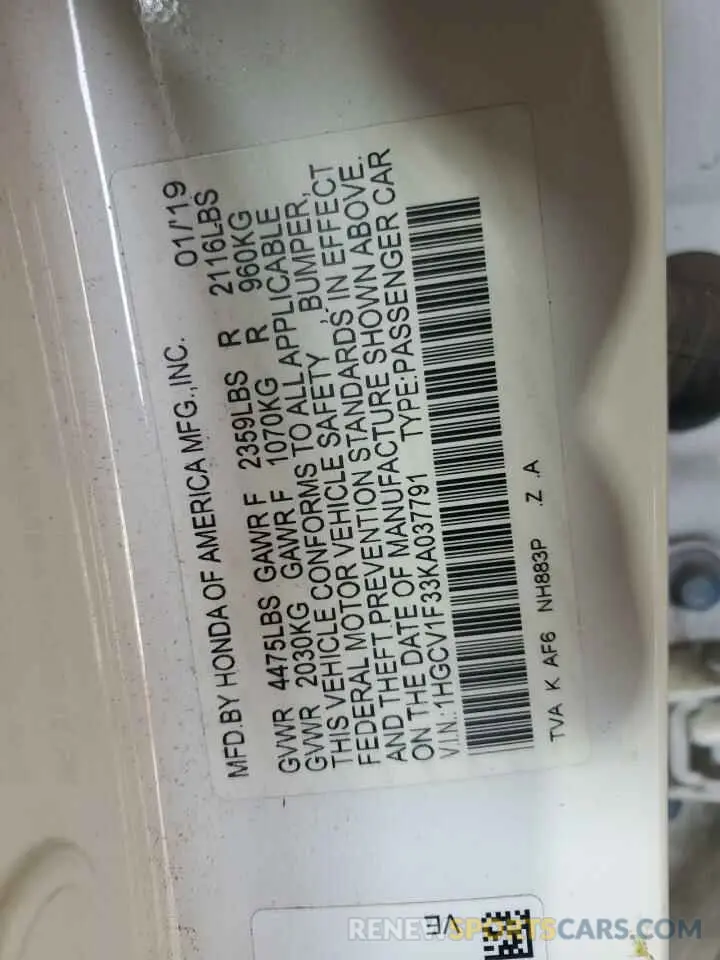 MFD.BY HONDA OF AMERICA MFG.,INC. 01/'19
GVWR 4475LBS GAWR F 2359LBS R 2116LBS
GVWR 2030KG GAWR F 1070KG R 960KG
THIS VEHICLE CONFORMS TO ALL APPLICABLE
FEDERAL MOTOR VEHICLE SAFETY ,BUMPER,
AND THEFT PREVENTION STANDARDS IN EFFECT
ON THE DATE OF MANUFACTURE SHOWN ABOVE.
V.I.N.:1HGCV1F33KA037791 TYPE:PASSENGER CAR
TVA K AF6 NH883P .Z .A
VE
RENEWSPORTSCARS.COM